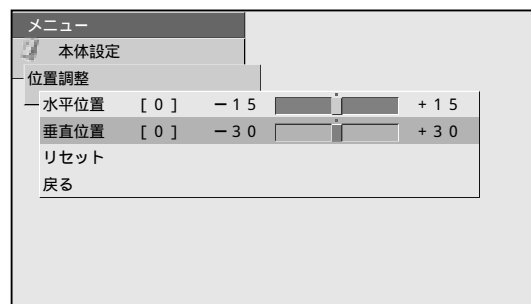 メニュー
本体設定
位置調整
水平位置 [0] －15 +15
垂直位置 [0] －30 +30
リセット
戻る